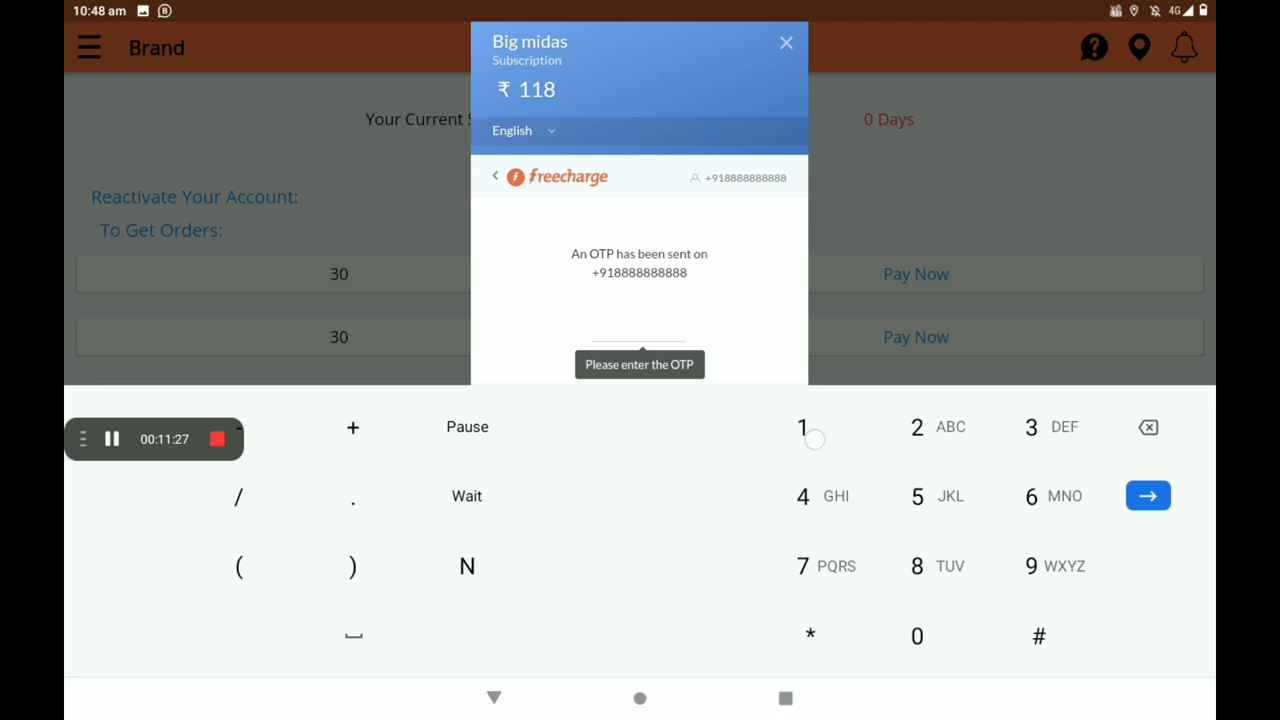 10:48 am
4G
Brand
Big midas
Subscription
₹ 118
English
Your Current S
0 Days
freecharge
+918888888888
Reactivate Your Account:
To Get Orders:
An OTP has been sent on
+918888888888
30
Pay Now
30
Pay Now
Please enter the OTP
00:11:27
+
Pause
1
2 ABC
3 DEF
/
.
Wait
4 GHI
5 JKL
6 MNO
(
)
N
7 PQRS
8 TUV
9 WXYZ
*
0
#